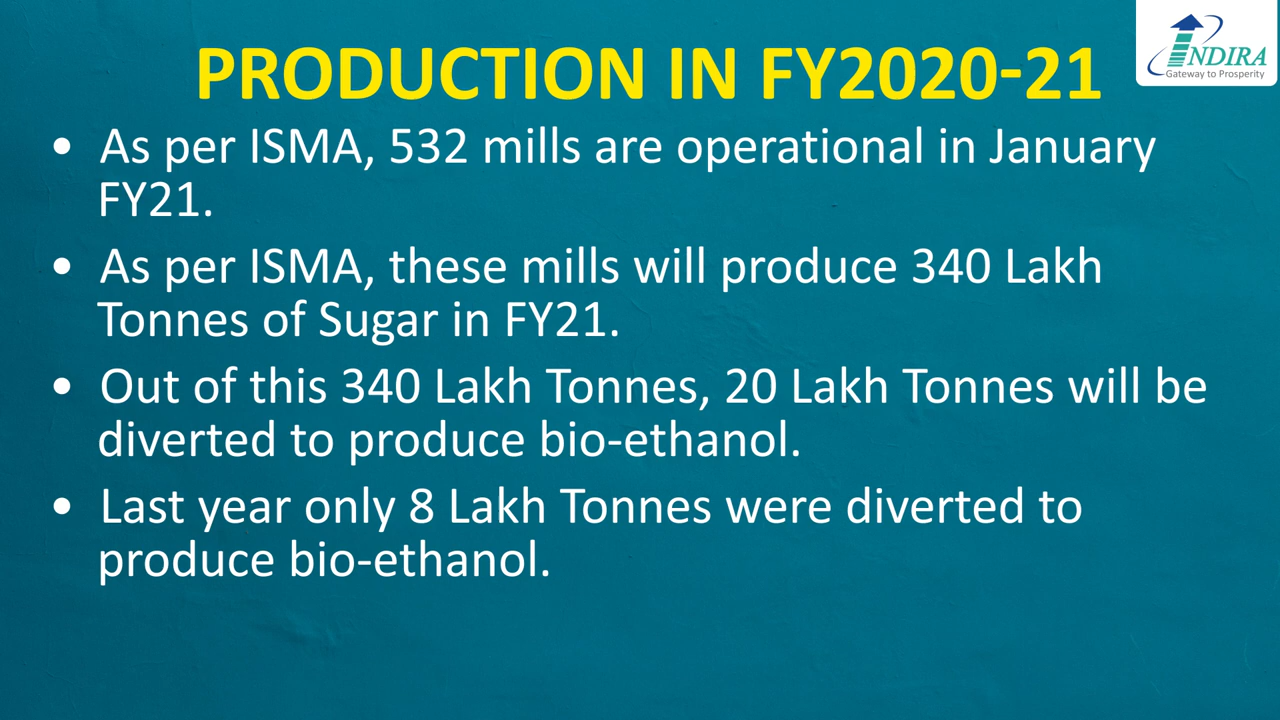 PRODUCTION IN FY2020-21
INDIRA
Gateway to Prosperity
• As per ISMA, 532 mills are operational in January
FY21.
• As per ISMA, these mills will produce 340 Lakh
Tonnes of Sugar in FY21.
• Out of this 340 Lakh Tonnes, 20 Lakh Tonnes will be
diverted to produce bio-ethanol.
• Last year only 8 Lakh Tonnes were diverted to
produce bio-ethanol.